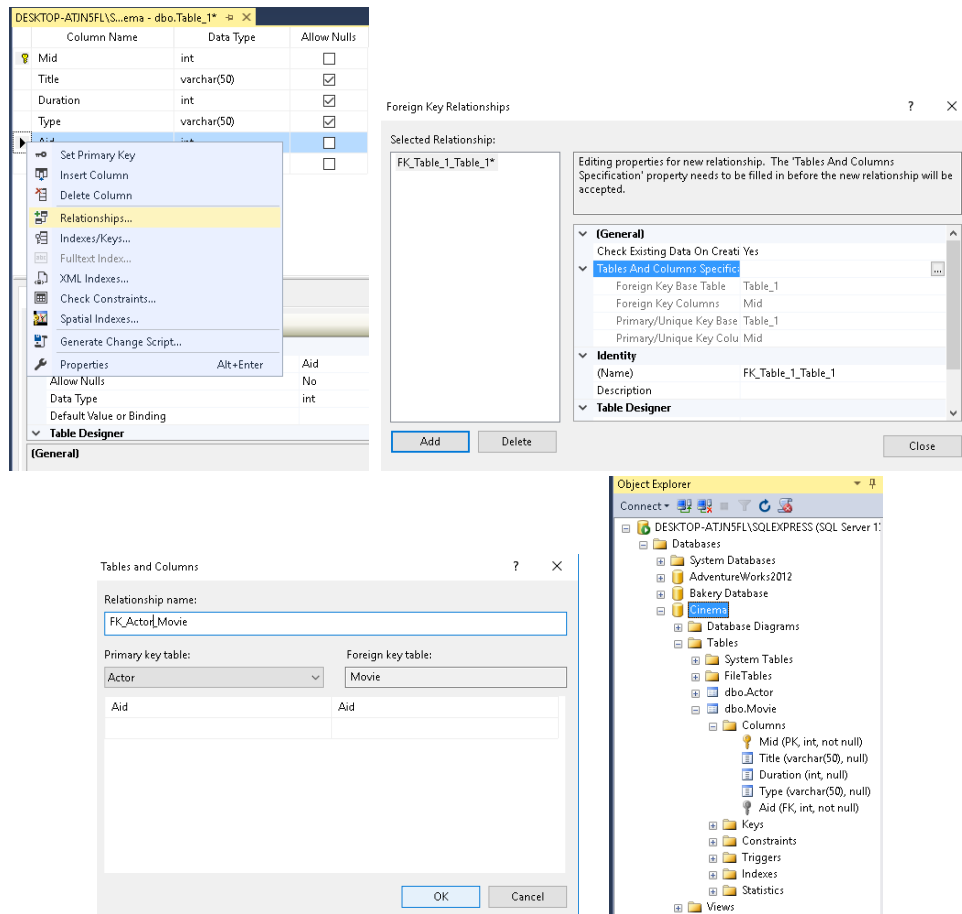 DESKTOP-ATJN5FL\S...ema - dbo.Table_1*
Column Name Data Type Allow Nulls
Mid int
Title varchar(50)
Duration int
Type varchar(50)
Aid int
Set Primary Key
Insert Column
Delete Column
Relationships...
Indexes/Keys...
Fulltext Index...
XML Indexes...
Check Constraints...
Spatial Indexes...
Generate Change Script...
Properties Alt+Enter
Aid
Allow Nulls No
Data Type int
Default Value or Binding
Table Designer
(General)
Foreign Key Relationships ?
Selected Relationship:
FK_Table_1_Table_1*
Editing properties for new relationship. The 'Tables And Columns
Specification' property needs to be filled in before the new relationship will be
accepted.
(General)
Check Existing Data On Creati Yes
Tables And Columns Specific ...
Foreign Key Base Table Table_1
Foreign Key Columns Mid
Primary/Unique Key Base Table_1
Primary/Unique Key Colu Mid
Identity
(Name) FK_Table_1_Table_1
Description
Table Designer
Add Delete
Close
Tables and Columns ?
Relationship name:
FK_Actor_Movie
Primary key table: Foreign key table:
Actor Movie
Aid Aid
OK Cancel
Object Explorer
Connect
DESKTOP-ATJN5FL\SQLEXPRESS (SQL Server 1
Databases
System Databases
AdventureWorks2012
Bakery Database
Cinema
Database Diagrams
Tables
System Tables
FileTables
dbo.Actor
dbo.Movie
Columns
Mid (PK, int, not null)
Title (varchar(50), null)
Duration (int, null)
Type (varchar(50), null)
Aid (FK, int, not null)
Keys
Constraints
Triggers
Indexes
Statistics
Views